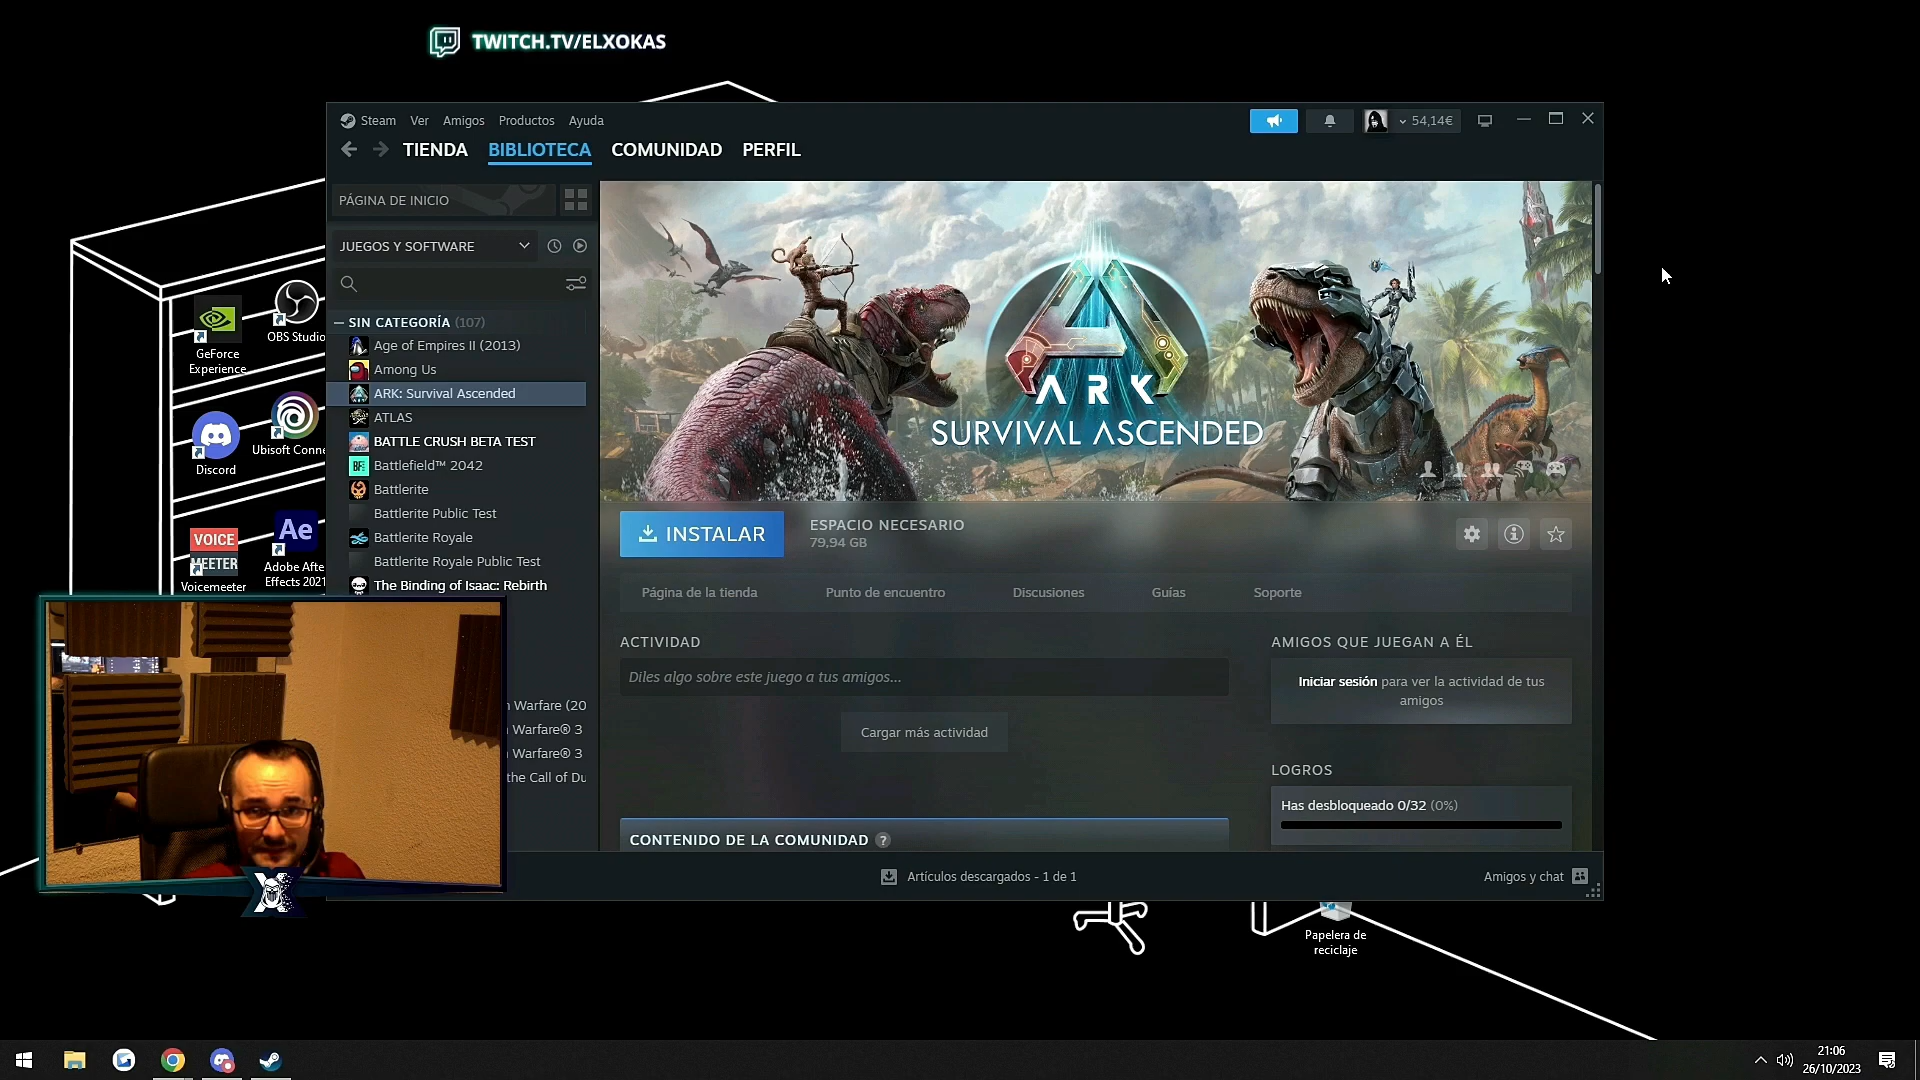 TWITCH.TV/ELXOKAS
Steam Ver Amigos Productos Ayuda
54,14€
TIENDA BIBLIOTECA COMUNIDAD PERFIL
PÁGINA DE INICIO
JUEGOS Y SOFTWARE
SIN CATEGORÍA (107)
Age of Empires II (2013)
Among Us
ARK: Survival Ascended
ATLAS
BATTLE CRUSH BETA TEST
Battlefield™ 2042
Battlerite
Battlerite Public Test
Battlerite Royale
Battlerite Royale Public Test
The Binding of Isaac: Rebirth
Warfare (20
Warfare® 3
Warfare® 3
the Call of Du
ARK
SURVIVAL ASCENDED
INSTALAR
ESPACIO NECESARIO
79,94 GB
Página de la tienda Punto de encuentro Discusiones Guías Soporte
ACTIVIDAD
Diles algo sobre este juego a tus amigos...
Cargar más actividad
CONTENIDO DE LA COMUNIDAD ?
AMIGOS QUE JUEGAN A ÉL
Iniciar sesión para ver la actividad de tus
amigos
LOGROS
Has desbloqueado 0/32 (0%)
Artículos descargados - 1 de 1
Amigos y chat
GeForce
Experience
OBS Studio
Discord
Ubisoft Conne
VOICE
MEETER
Voicemeeter
Ae
Adobe Afte
Effects 2021
BF
Papelera de
reciclaje
21:06
26/10/2023